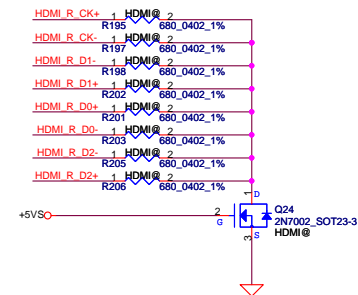 HDMI_R_CK+ 1 HDMI@ 2
R195 680_0402_1%
HDMI_R_CK- 1 HDMI@ 2
R197 680_0402_1%
HDMI_R_D1- 1 HDMI@ 2
R198 680_0402_1%
HDMI_R_D1+ 1 HDMI@ 2
R202 680_0402_1%
HDMI_R_D0+ 1 HDMI@ 2
R201 680_0402_1%
HDMI_R_D0- 1 HDMI@ 2
R203 680_0402_1%
HDMI_R_D2- 1 HDMI@ 2
R205 680_0402_1%
HDMI_R_D2+ 1 HDMI@ 2
R206 680_0402_1%
1 D
Q24
+5VS 2 G
2N7002_SOT23-3
3 S
HDMI@